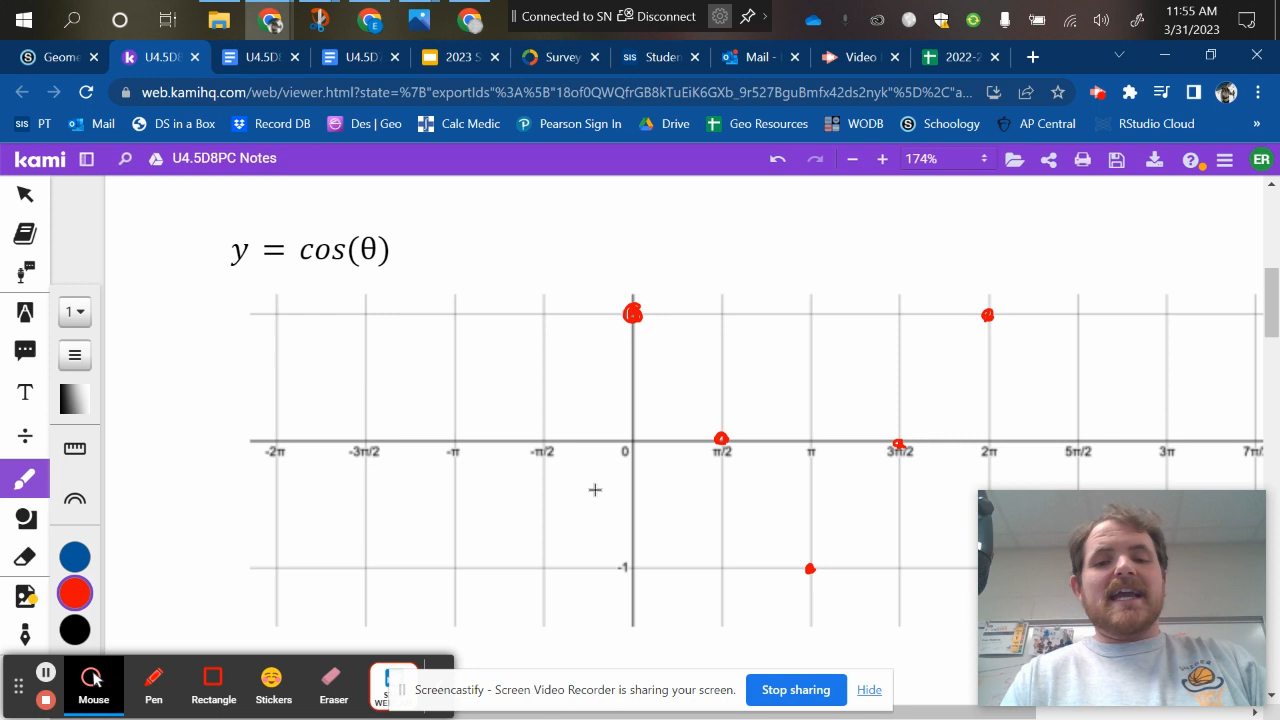 Connected to SN Disconnect
11:55 AM
3/31/2023
Geome
U4.5D8
U4.5D8
U4.5D7
2023 S
Survey
SIS Studen
Mail -
Video
2022-2
web.kamihq.com/web/viewer.html?state=%7B"exportIds"%3A%5B"18of0QWQfrGB8kTuEiK6GXb_9r527BguBmfx42ds2nyk"%5D%2C"a...
SIS PT
Mail
DS in a Box
Record DB
Des | Geo
Calc Medic
Pearson Sign In
Drive
Geo Resources
WODB
Schoology
AP Central
RStudio Cloud
»
kami
U4.5D8PC Notes
174%
ER
y = cos(θ)
1
-2π -3π/2 -π -π/2 0 π/2 π 3π/2 2π 5π/2 3π 7π/
-1
Mouse
Pen
Rectangle
Stickers
Eraser
Screencastify - Screen Video Recorder is sharing your screen.
Stop sharing
Hide